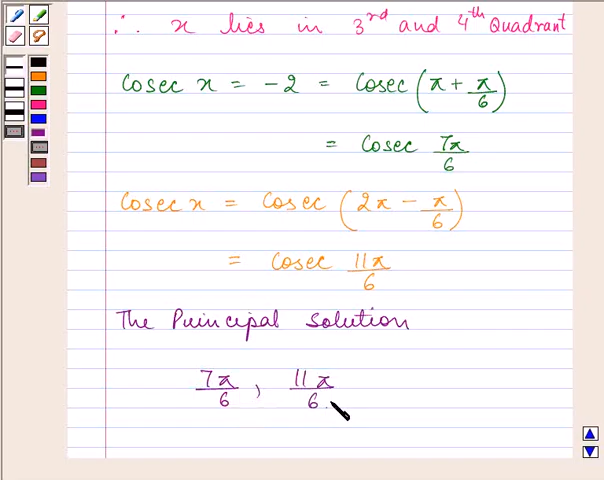 ∴ x lies in 3rd and 4th Quadrant
Cosec x = -2 = Cosec (π + π/6)
= Cosec 7π/6
Cosec x = Cosec (2π - π/6)
= Cosec 11π/6
The Principal Solution
7π/6 , 11π/6